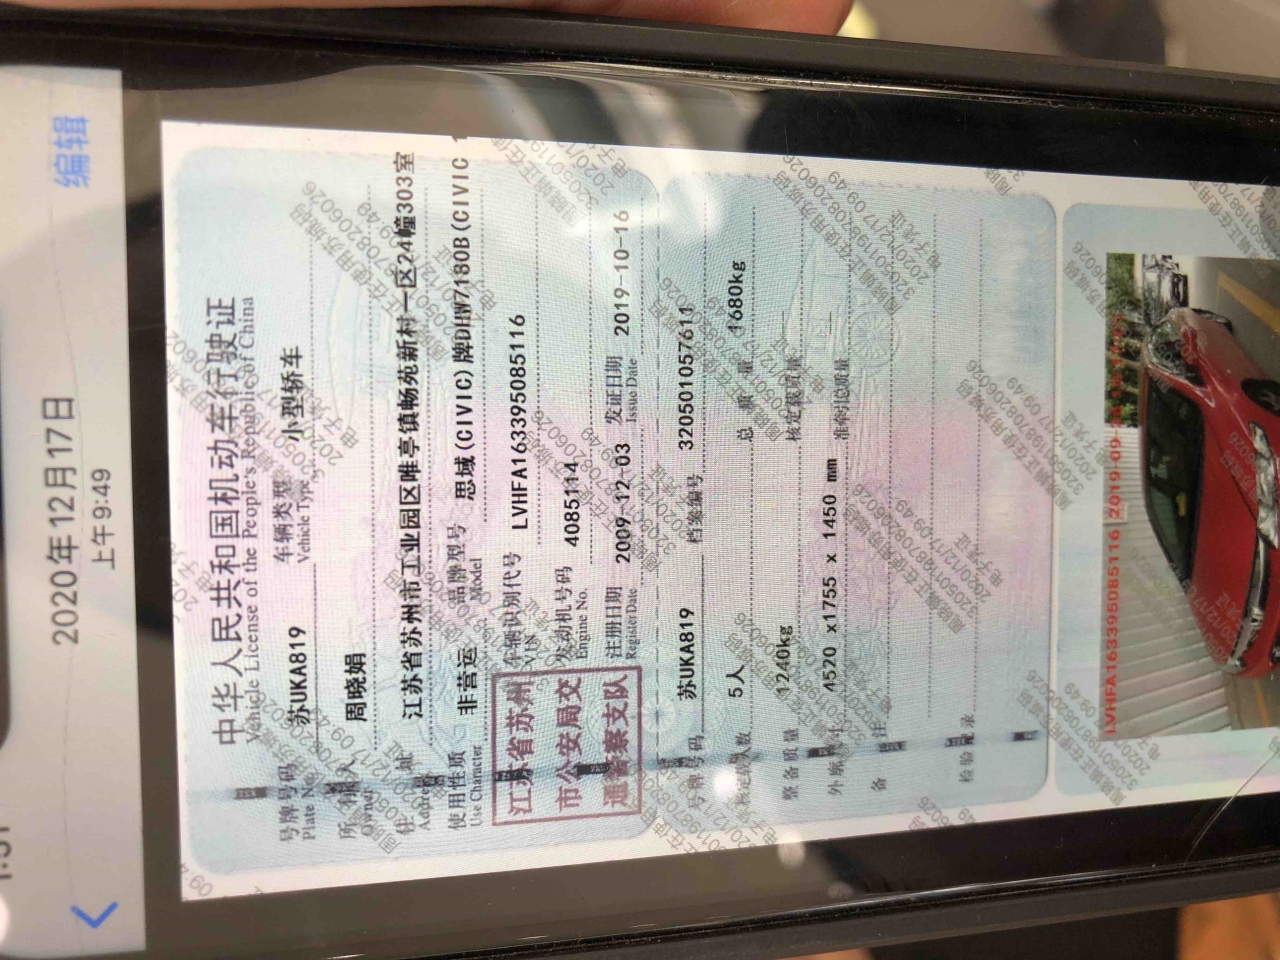 2020年12月17日
上午9:49
编辑
中华人民共和国机动车行驶证
Vehicle License of the People's Republic of China
号牌号码 苏UKA819 车辆类型 小型轿车
Plate No. Vehicle Type
所有人 周晓娟
Owner
住址 江苏省苏州市工业园区唯亭镇畅苑新村一区24幢303室
Address
使用性质 非营运 品牌型号 思域(CIVIC)牌DHW7180B(CIVIC
Use Character Model
江苏省苏州
市公安局交
通警察支队
车辆识别代号 LVHFA163395085116
VIN
发动机号码 4085114
Engine No.
注册日期 2009-12-03 发证日期 2019-10-16
Register Date Issue Date
号牌号码 苏UKA819 档案编号 320501057611
核定载人数 5人 总质量 1680kg
整备质量 1240kg 核定载质量 —
外廓尺寸 4520 x1755 x 1450 mm 准牵引总质量 —
备注
检验记录
LVHFA163395085116 2019-09-2